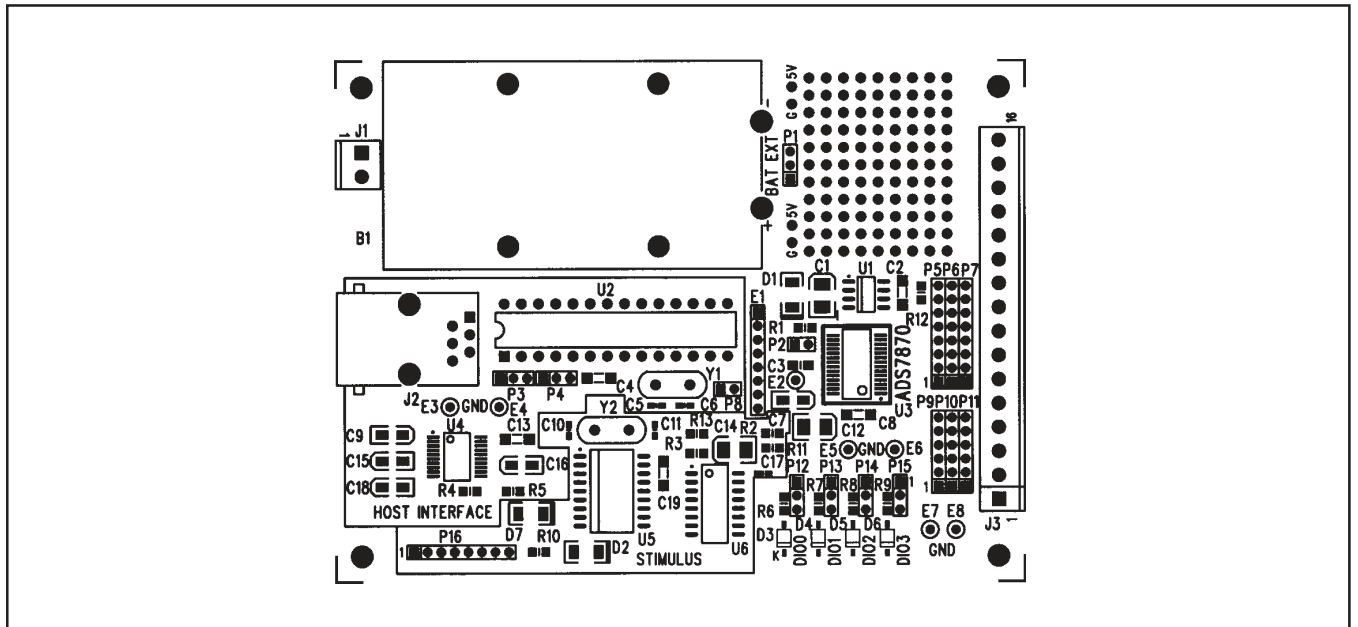 5V
16
G
J1
1
P1
-
BAT EXT
5V
+
G
B1
D1
C1
U1
C2
P5P6P7
U2
E1
R12
R1
P2
ADS7870
C3
Y1
E2
C4
P3
P4
P8
1
J2
E3
GND
E4
C5
C6
U3
P9P10P11
U4
C10
Y2
C11
R13
C14
R2
C7
C12
C8
C9
C13
R3
R11
E5
GND
E6
C15
C16
C17
P12
P13
P14
P15
C18
R4
R5
C19
1
1
R6
R7
R8
R9
HOST INTERFACE
E7
E8
J3
1
P16
D7
R10
U5
U6
D3
D4
D5
D6
GND
1
D2
STIMULUS
K
DIO0
DIO1
DIO2
DIO3